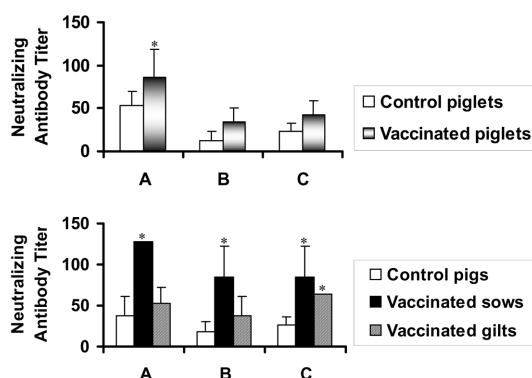 Neutralizing
Antibody Titer
150
100
50
0
*
A B C
Control piglets
Vaccinated piglets
Neutralizing
Antibody Titer
150
100
50
0
* * * *
A B C
Control pigs
Vaccinated sows
Vaccinated gilts